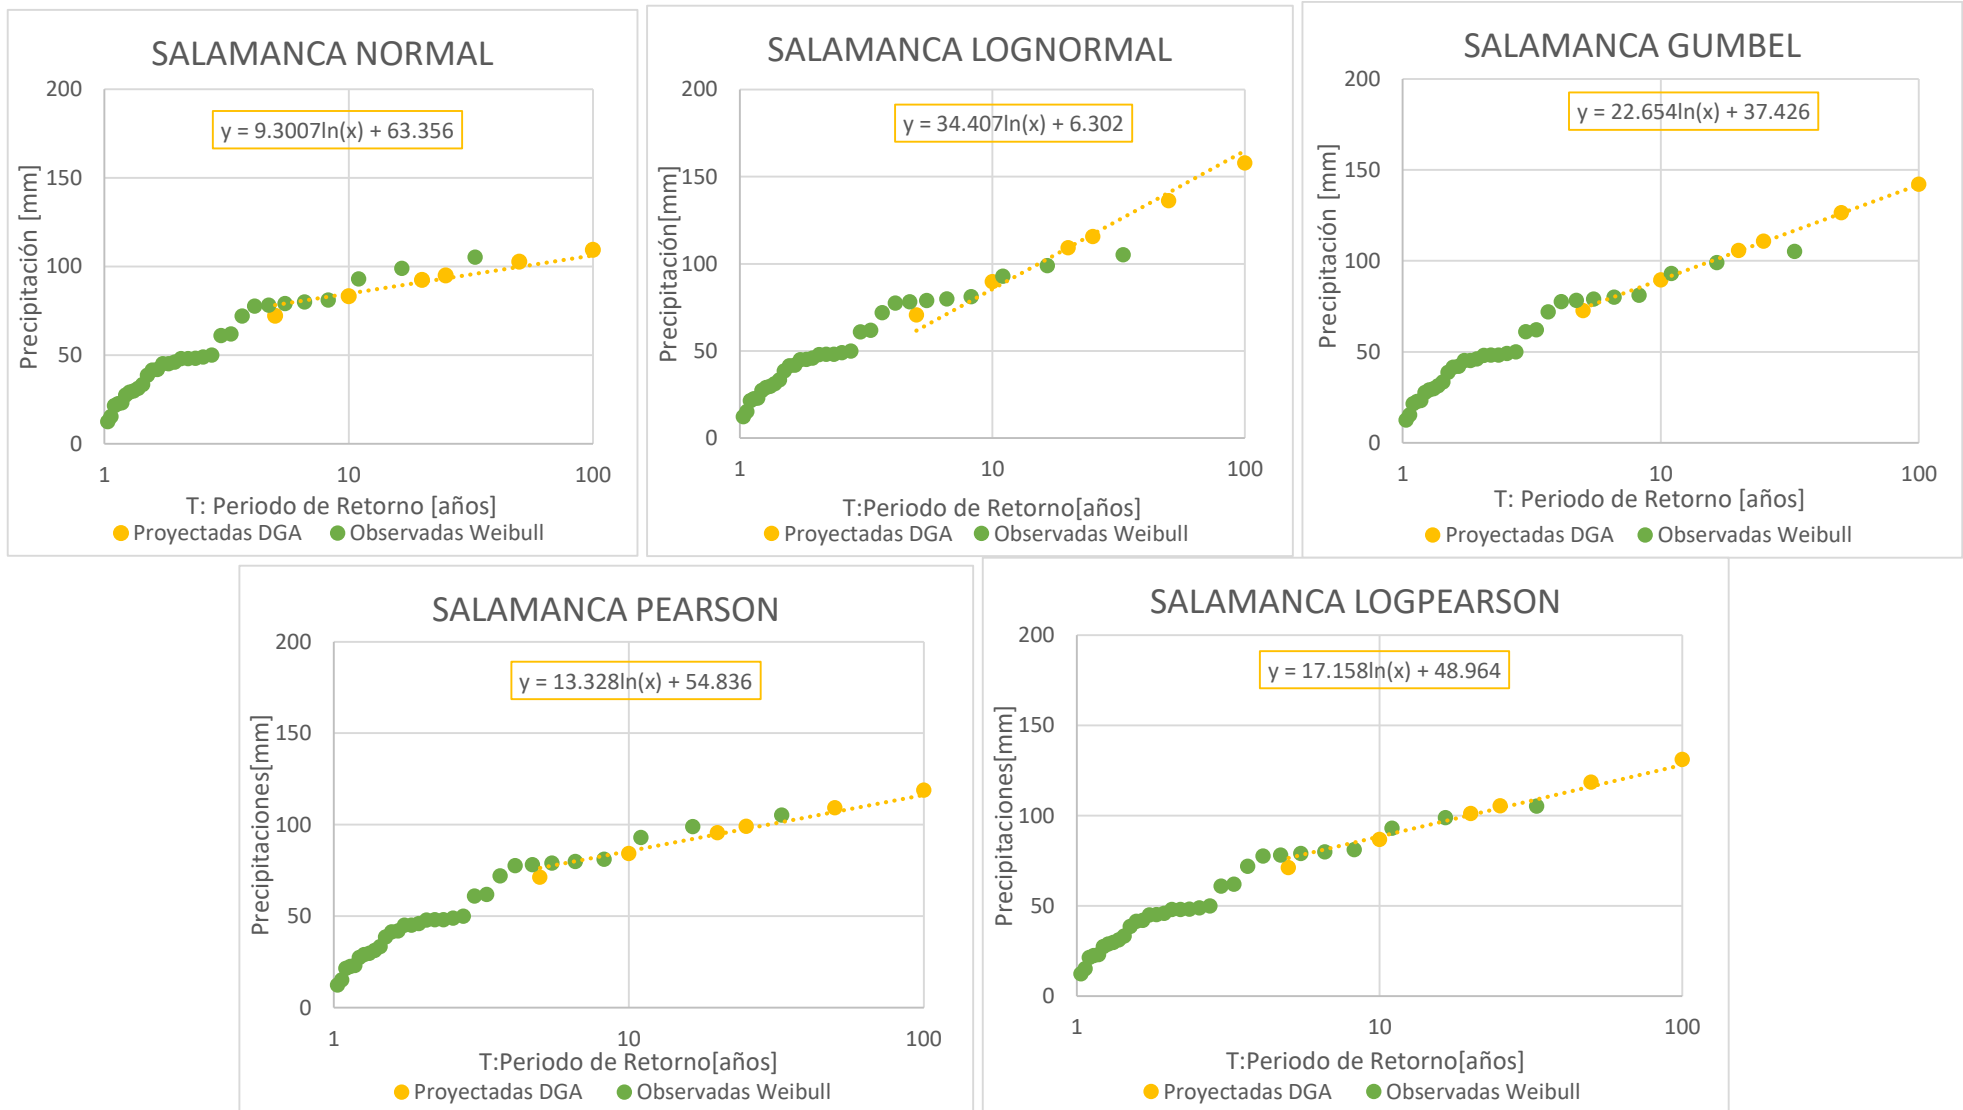 SALAMANCA NORMAL
y = 9.3007ln(x) + 63.356
Precipitación [mm]
200
150
100
50
0
1
10
100
T: Periodo de Retorno [años]
Proyectadas DGA
Observadas Weibull
SALAMANCA LOGNORMAL
y = 34.407ln(x) + 6.302
Precipitación[mm]
200
150
100
50
0
1
10
100
T:Periodo de Retorno[años]
Proyectadas DGA
Observadas Weibull
SALAMANCA GUMBEL
y = 22.654ln(x) + 37.426
Precipitación [mm]
200
150
100
50
0
1
10
100
T: Periodo de Retorno [años]
Proyectadas DGA
Observadas Weibull
SALAMANCA PEARSON
y = 13.328ln(x) + 54.836
Precipitaciones[mm]
200
150
100
50
0
1
10
100
T:Periodo de Retorno[años]
Proyectadas DGA
Observadas Weibull
SALAMANCA LOGPEARSON
y = 17.158ln(x) + 48.964
Precipitaciones[mm]
200
150
100
50
0
1
10
100
T:Periodo de Retorno[años]
Proyectadas DGA
Observadas Weibull